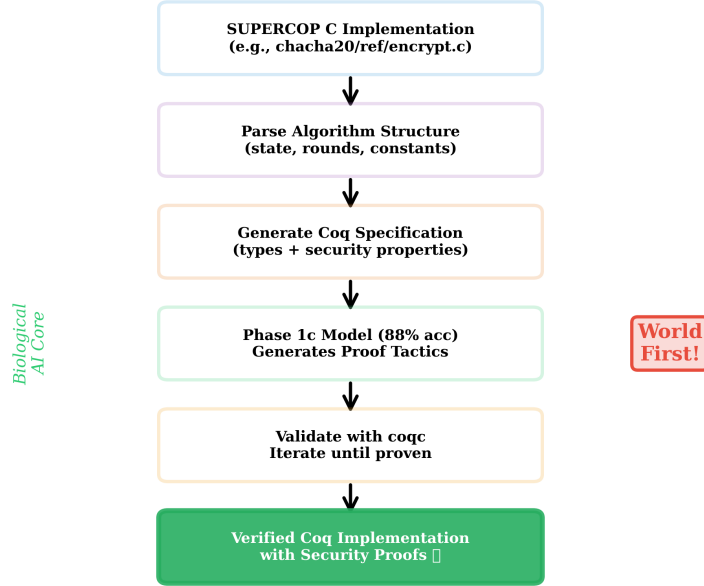 SUPERCOP C Implementation
(e.g., chacha20/ref/encrypt.c)
Parse Algorithm Structure
(state, rounds, constants)
Generate Coq Specification
(types + security properties)
Biological
AI Core
Phase 1c Model (88% acc)
Generates Proof Tactics
World
First!
Validate with coqc
Iterate until proven
Verified Coq Implementation
with Security Proofs